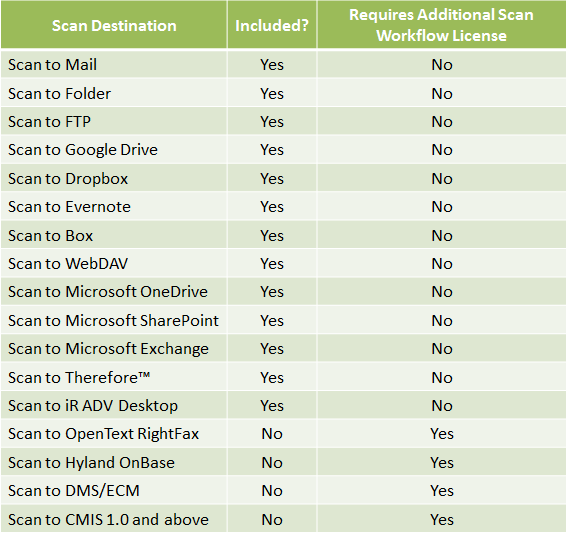 Scan Destination Included? Requires Additional Scan
Workflow License
Scan to Mail Yes No
Scan to Folder Yes No
Scan to FTP Yes No
Scan to Google Drive Yes No
Scan to Dropbox Yes No
Scan to Evernote Yes No
Scan to Box Yes No
Scan to WebDAV Yes No
Scan to Microsoft OneDrive Yes No
Scan to Microsoft SharePoint Yes No
Scan to Microsoft Exchange Yes No
Scan to Therefore™ Yes No
Scan to iR ADV Desktop Yes No
Scan to OpenText RightFax No Yes
Scan to Hyland OnBase No Yes
Scan to DMS/ECM No Yes
Scan to CMIS 1.0 and above No Yes